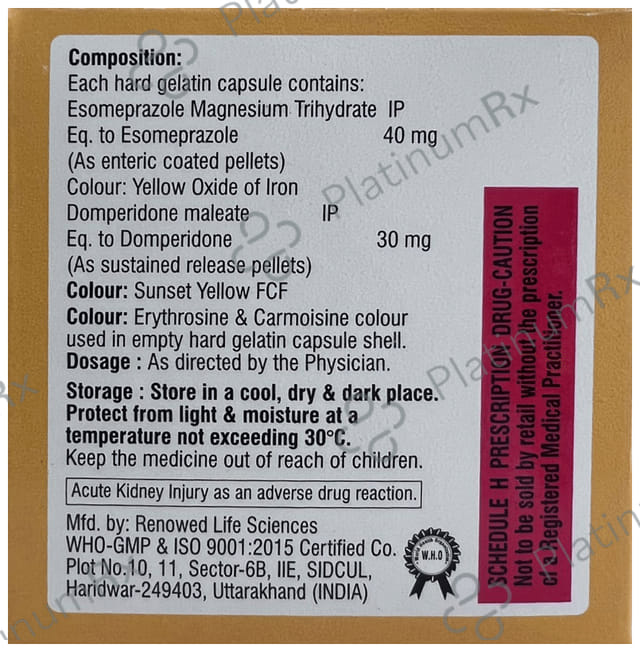 Composition:
Each hard gelatin capsule contains:
Esomeprazole Magnesium Trihydrate IP
Eq. to Esomeprazole 40 mg
(As enteric coated pellets)
Colour: Yellow Oxide of Iron
Domperidone maleate IP
Eq. to Domperidone 30 mg
(As sustained release pellets)
Colour: Sunset Yellow FCF
Colour: Erythrosine & Carmoisine colour
used in empty hard gelatin capsule shell.
Dosage : As directed by the Physician.
Storage : Store in a cool, dry & dark place.
Protect from light & moisture at a
temperature not exceeding 30°C.
Keep the medicine out of reach of children.
Acute Kidney Injury as an adverse drug reaction.
Mfd. by: Renowed Life Sciences
WHO-GMP & ISO 9001:2015 Certified Co.
Plot No.10, 11, Sector-6B, IIE, SIDCUL,
Haridwar-249403, Uttarakhand (INDIA)
W.H.O
SCHEDULE H PRESCRIPTION DRUG-CAUTION
Not to be sold by retail without the prescription
of a Registered Medical Practitioner.
PlatinumRx
PlatinumRx
PlatinumRx
PlatinumRx